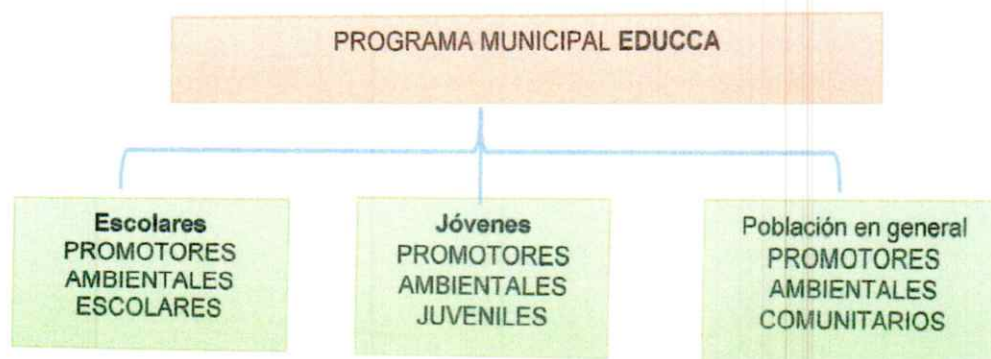 PROGRAMA MUNICIPAL EDUCCA
Escolares
PROMOTORES
AMBIENTALES
ESCOLARES
Jóvenes
PROMOTORES
AMBIENTALES
JUVENILES
Población en general
PROMOTORES
AMBIENTALES
COMUNITARIOS